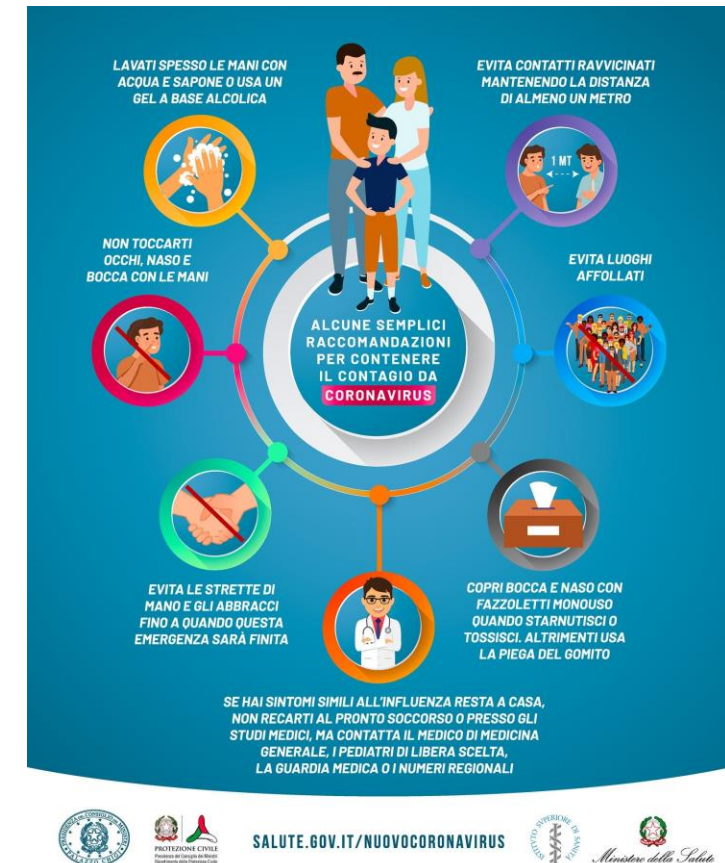 LAVATI SPESSO LE MANI CON
ACQUA E SAPONE O USA UN
GEL A BASE ALCOLICA
EVITA CONTATTI RAVVICINATI
MANTENENDO LA DISTANZA
DI ALMENO UN METRO
1 MT
NON TOCCARTI
OCCHI, NASO E
BOCCA CON LE MANI
EVITA LUOGHI
AFFOLLATI
ALCUNE SEMPLICI
RACCOMANDAZIONI
PER CONTENERE
IL CONTAGIO DA
CORONAVIRUS
EVITA LE STRETTE DI
MANO E GLI ABBRACCI
FINO A QUANDO QUESTA
EMERGENZA SARÀ FINITA
COPRI BOCCA E NASO CON
FAZZOLETTI MONOUSO
QUANDO STARNUTISCI O
TOSSISCI. ALTRIMENTI USA
LA PIEGA DEL GOMITO
SE HAI SINTOMI SIMILI ALL'INFLUENZA RESTA A CASA,
NON RECARTI AL PRONTO SOCCORSO O PRESSO GLI
STUDI MEDICI, MA CONTATTA IL MEDICO DI MEDICINA
GENERALE, I PEDIATRI DI LIBERA SCELTA,
LA GUARDIA MEDICA O I NUMERI REGIONALI
PROTEZIONE CIVILE
SALUTE.GOV.IT/NUOVOCORONAVIRUS
Ministero della Salute